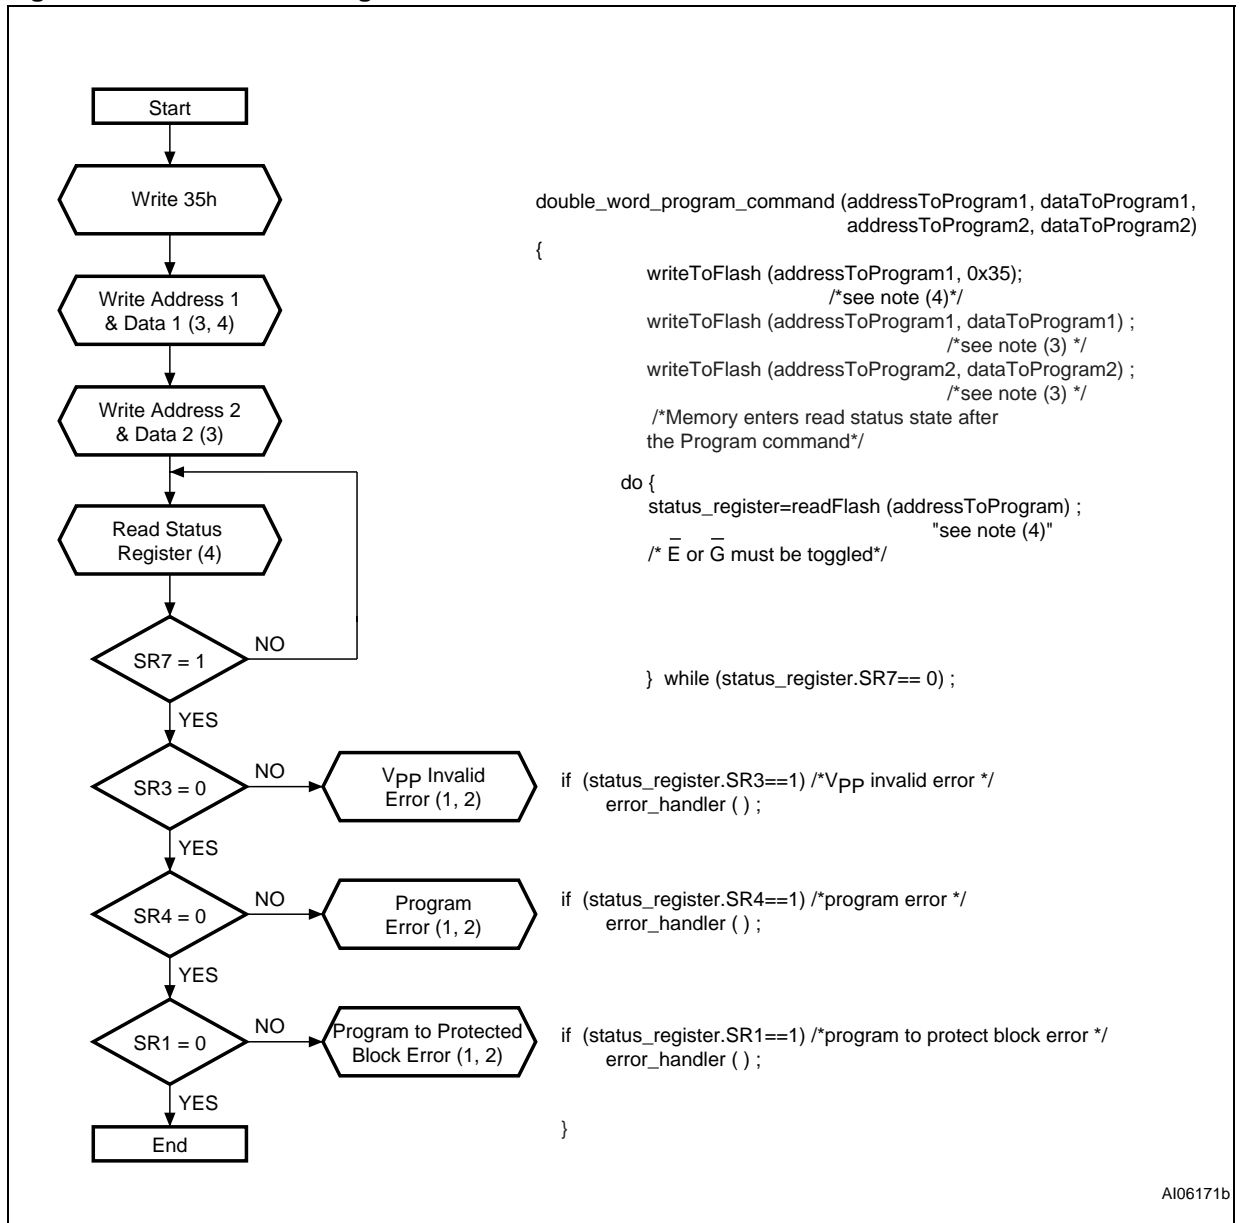 Start
Write 35h
Write Address 1
& Data 1 (3, 4)
Write Address 2
& Data 2 (3)
Read Status
Register (4)
SR7 = 1
NO
YES
SR3 = 0
NO
VPP Invalid
Error (1, 2)
YES
SR4 = 0
NO
Program
Error (1, 2)
YES
SR1 = 0
NO
Program to Protected
Block Error (1, 2)
YES
End
double_word_program_command (addressToProgram1, dataToProgram1,
addressToProgram2, dataToProgram2)
{
writeToFlash (addressToProgram1, 0x35);
/*see note (4)*/
writeToFlash (addressToProgram1, dataToProgram1) ;
/*see note (3) */
writeToFlash (addressToProgram2, dataToProgram2) ;
/*see note (3) */
/*Memory enters read status state after
the Program command*/
do {
status_register=readFlash (addressToProgram) ;
"see note (4)"
/* E̅ or G̅ must be toggled*/
} while (status_register.SR7== 0) ;
if (status_register.SR3==1) /*VPP invalid error */
error_handler ( ) ;
if (status_register.SR4==1) /*program error */
error_handler ( ) ;
if (status_register.SR1==1) /*program to protect block error */
error_handler ( ) ;
}
AI06171b